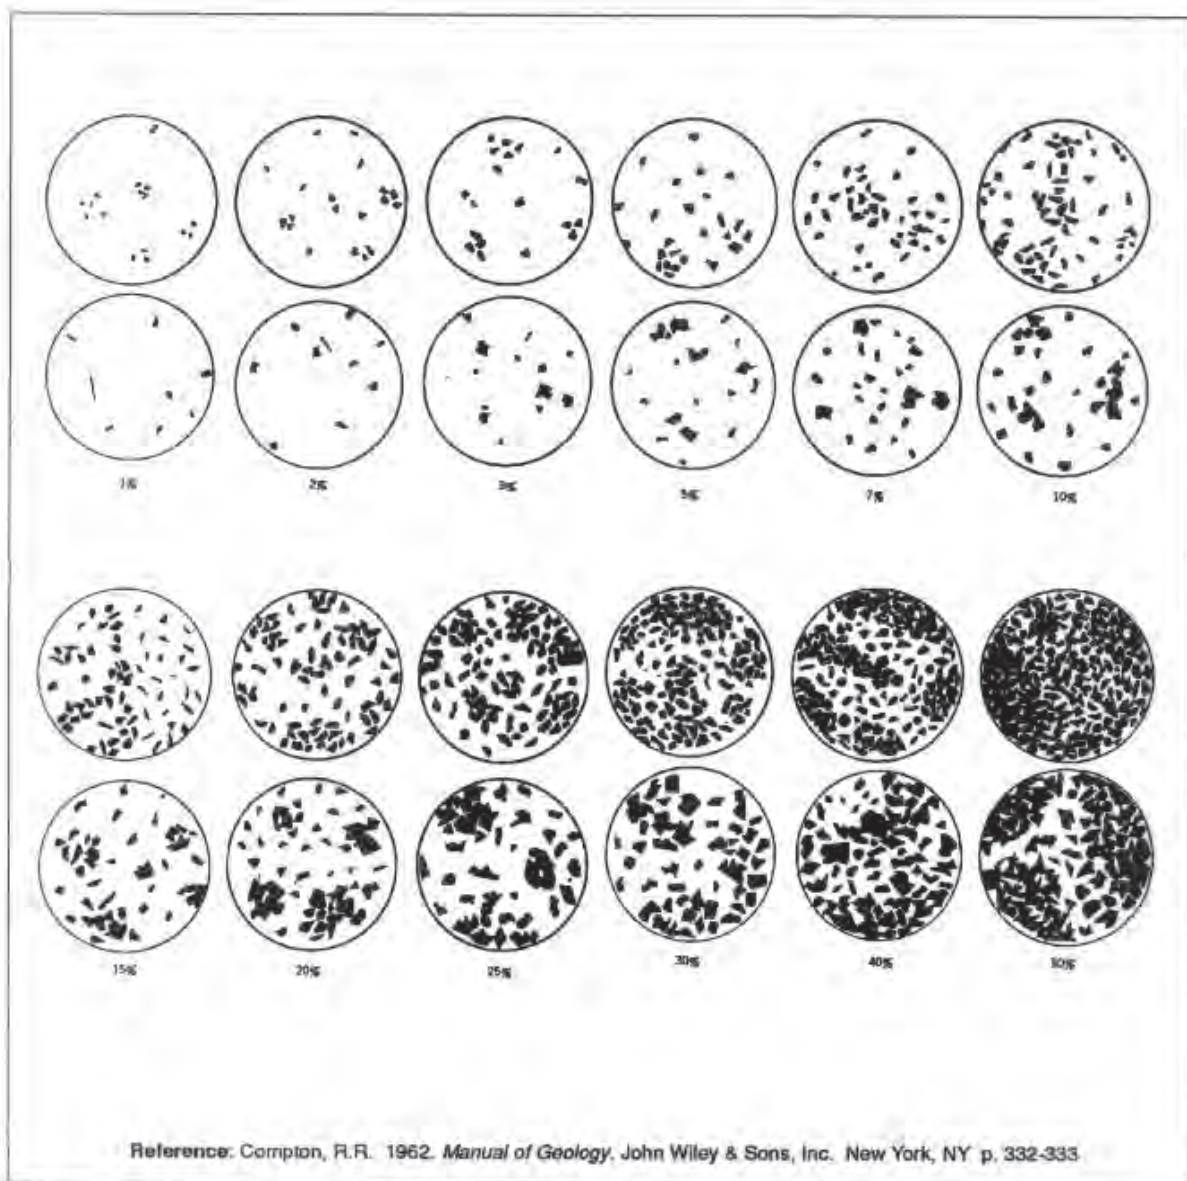 1% 2% 3% 5% 7% 10%
15% 20% 25% 30% 40% 50%
Reference: Compton, R.R. 1962. Manual of Geology. John Wiley & Sons, Inc. New York, NY p. 332-333